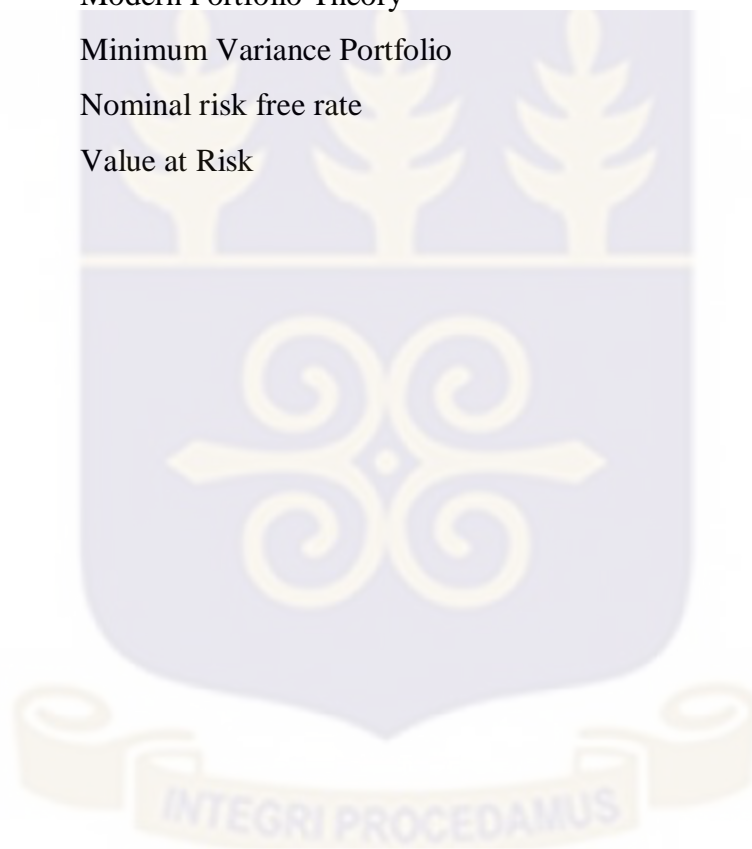 Modern Portfolio Theory
Minimum Variance Portfolio
Nominal risk free rate
Value at Risk
INTEGRI PROCEDAMUS